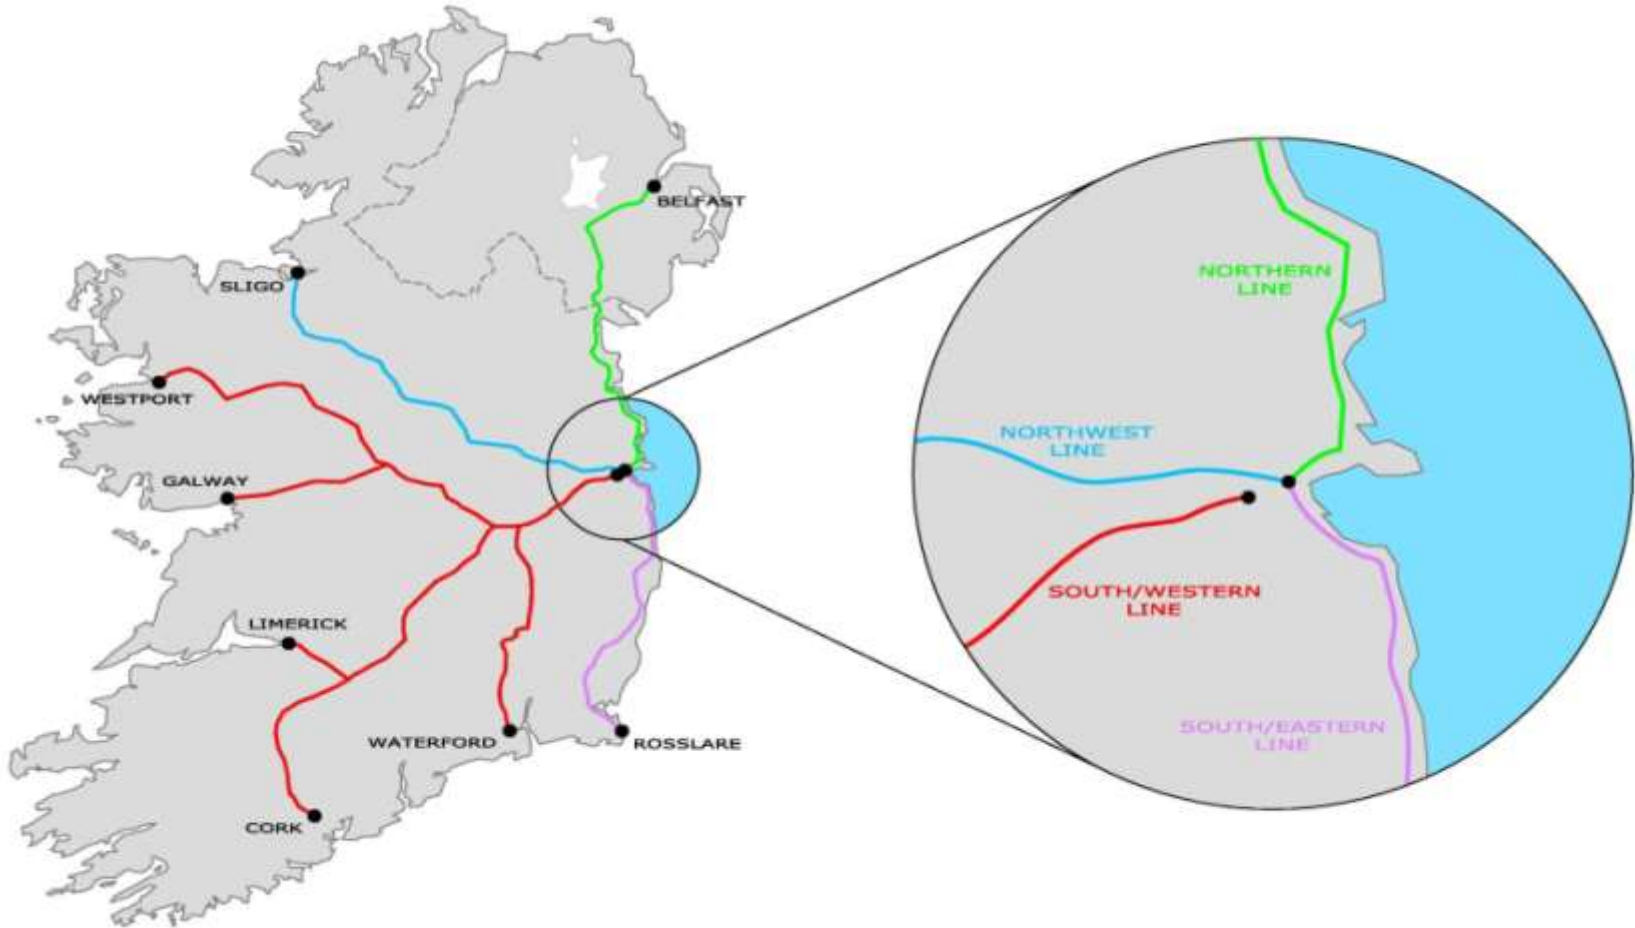 BELFAST
SLIGO
WESTPORT
GALWAY
LIMERICK
WATERFORD
ROSSLARE
CORK
NORTHERN
LINE
NORTHWEST
LINE
SOUTH/WESTERN
LINE
SOUTH/EASTERN
LINE